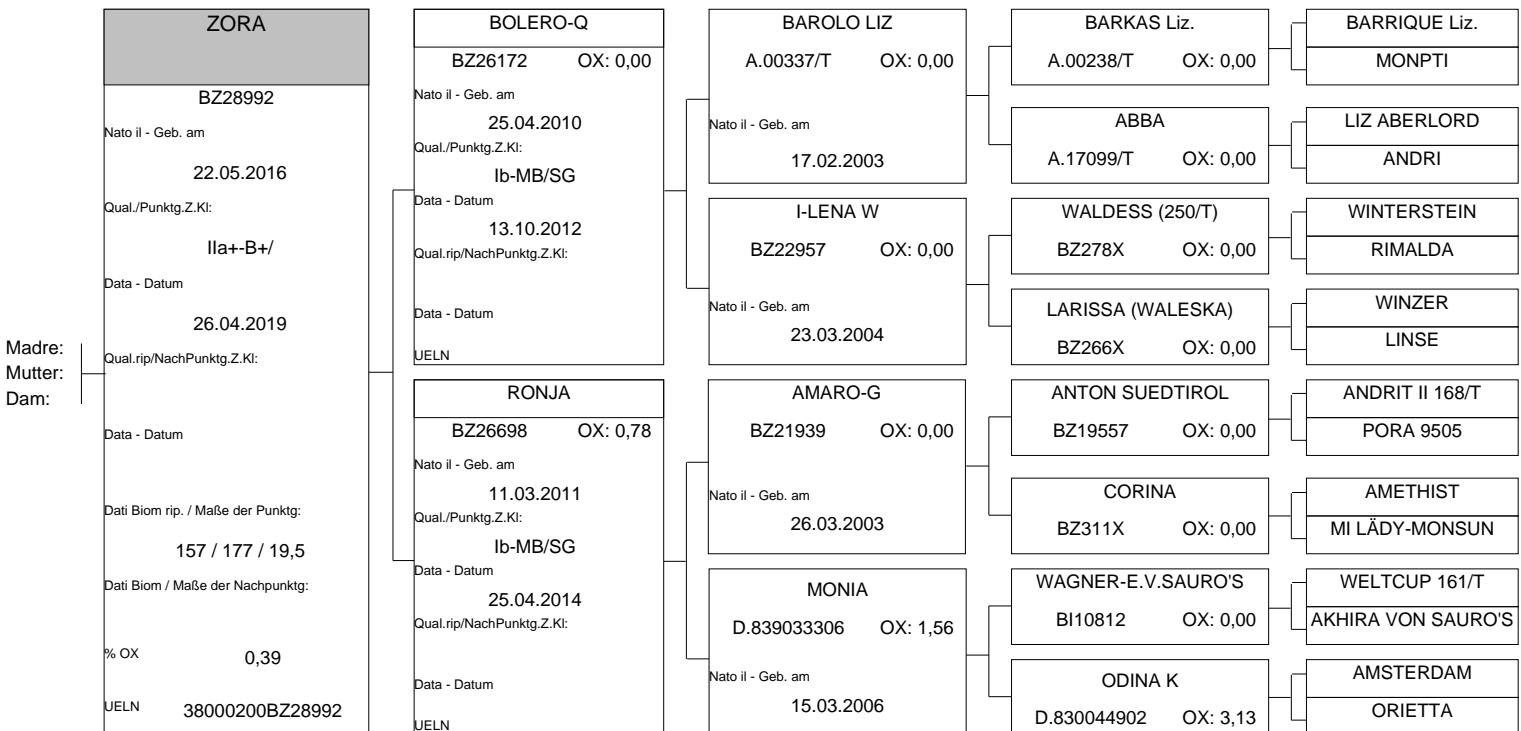 Madre:
Mutter:
Dam:
ZORA
BZ28992
Nato il - Geb. am
22.05.2016
Qual./Punktg.Z.Kl:
IIa+-B+/
Data - Datum
26.04.2019
Qual.rip/NachPunktg.Z.Kl:
Data - Datum
Dati Biom rip. / Maße der Punktg:
157 / 177 / 19,5
Dati Biom / Maße der Nachpunktg:
% OX 0,39
UELN 38000200BZ28992
BOLERO-Q
BZ26172 OX: 0,00
Nato il - Geb. am
25.04.2010
Qual./Punktg.Z.Kl:
Ib-MB/SG
Data - Datum
13.10.2012
Qual.rip/NachPunktg.Z.Kl:
Data - Datum
UELN
RONJA
BZ26698 OX: 0,78
Nato il - Geb. am
11.03.2011
Qual./Punktg.Z.Kl:
Ib-MB/SG
Data - Datum
25.04.2014
Qual.rip/NachPunktg.Z.Kl:
Data - Datum
UELN
BAROLO LIZ
A.00337/T OX: 0,00
Nato il - Geb. am
17.02.2003
I-LENA W
BZ22957 OX: 0,00
Nato il - Geb. am
23.03.2004
AMARO-G
BZ21939 OX: 0,00
Nato il - Geb. am
26.03.2003
MONIA
D.839033306 OX: 1,56
Nato il - Geb. am
15.03.2006
BARKAS Liz.
A.00238/T OX: 0,00
ABBA
A.17099/T OX: 0,00
WALDESS (250/T)
BZ278X OX: 0,00
LARISSA (WALESKA)
BZ266X OX: 0,00
ANTON SUEDTIROL
BZ19557 OX: 0,00
CORINA
BZ311X OX: 0,00
WAGNER-E.V.SAURO'S
BI10812 OX: 0,00
ODINA K
D.830044902 OX: 3,13
BARRIQUE Liz.
MONPTI
LIZ ABERLORD
ANDRI
WINTERSTEIN
RIMALDA
WINZER
LINSE
ANDRIT II 168/T
PORA 9505
AMETHIST
MI LÄDY-MONSUN
WELTCUP 161/T
AKHIRA VON SAURO'S
AMSTERDAM
ORIETTA